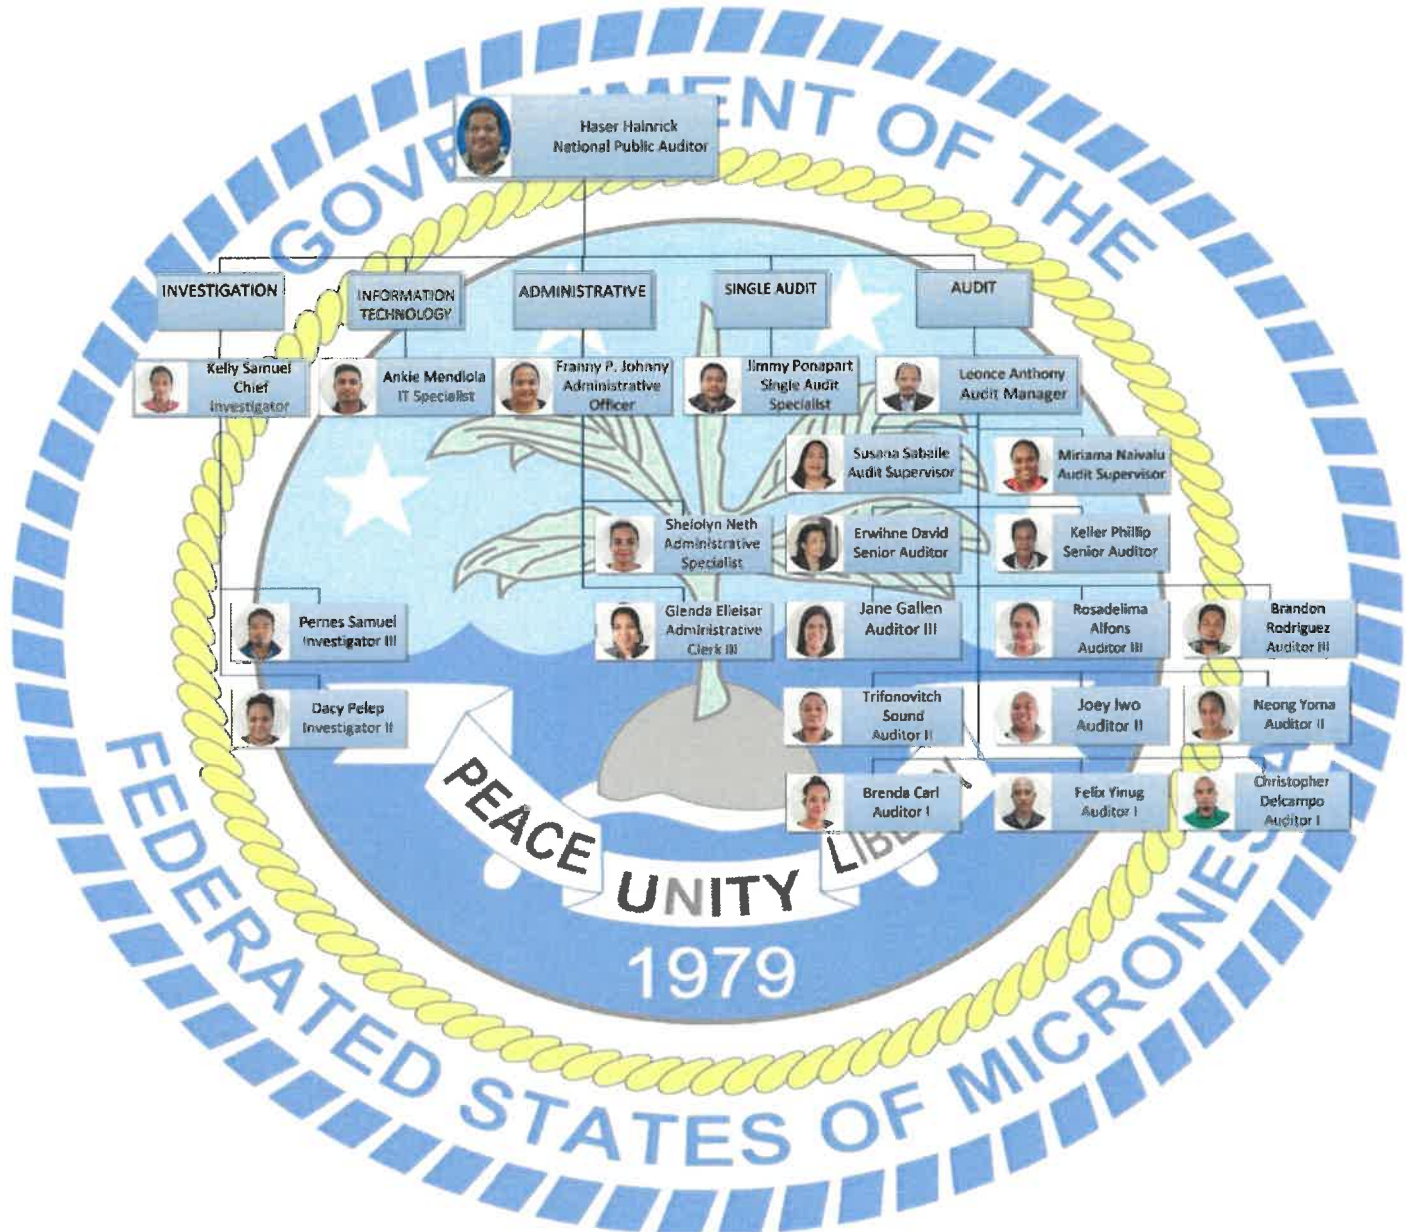 GOVERNMENT OF THE
Haser Hainrick
National Public Auditor
INVESTIGATION
INFORMATION
TECHNOLOGY
ADMINISTRATIVE
SINGLE AUDIT
AUDIT
Kelly Samuel
Chief
Investigator
Ankie Mendiola
IT Specialist
Franny P. Johnny
Administrative
Officer
Jimmy Ponapart
Single Audit
Specialist
Leonce Anthony
Audit Manager
Susana Sabaile
Audit Supervisor
Miriama Naivalu
Audit Supervisor
Shelolyn Neth
Administrative
Specialist
Erwihne David
Senior Auditor
Keller Phillip
Senior Auditor
Pernes Samuel
Investigator III
Glenda Elleisar
Administrative
Clerk III
Jane Gallen
Auditor III
Rosadelima
Alfons
Auditor III
Brandon
Rodriguez
Auditor III
Dacy Pelep
Investigator II
Trifonovitch
Sound
Auditor II
Joey Iwo
Auditor II
Neong Yoma
Auditor II
Brenda Carl
Auditor I
Felix Yinug
Auditor I
Christopher
Delcampo
Auditor I
PEACE
UNITY
LIBERTY
1979
FEDERATED STATES OF MICRONESIA